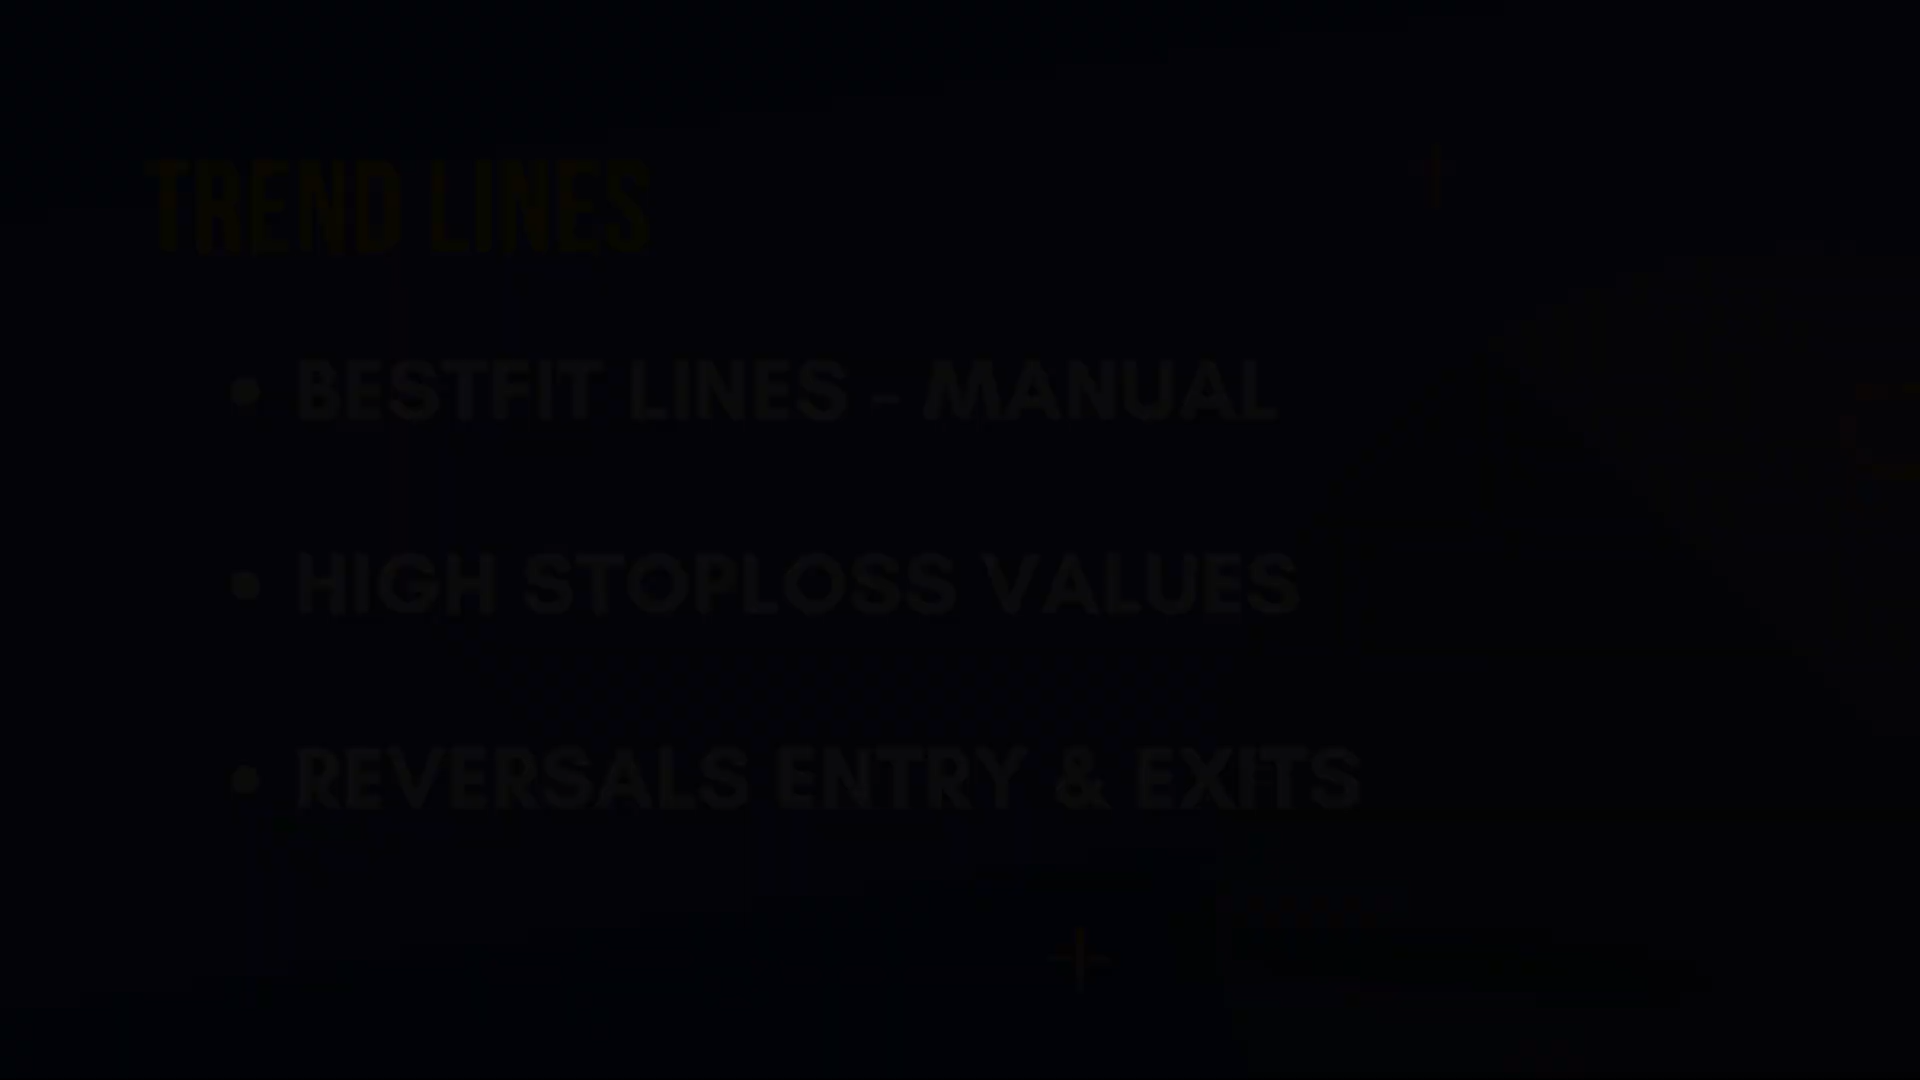 TREND LINES
• BESTFIT LINES - MANUAL
• HIGH STOPLOSS VALUES
• REVERSALS ENTRY & EXITS